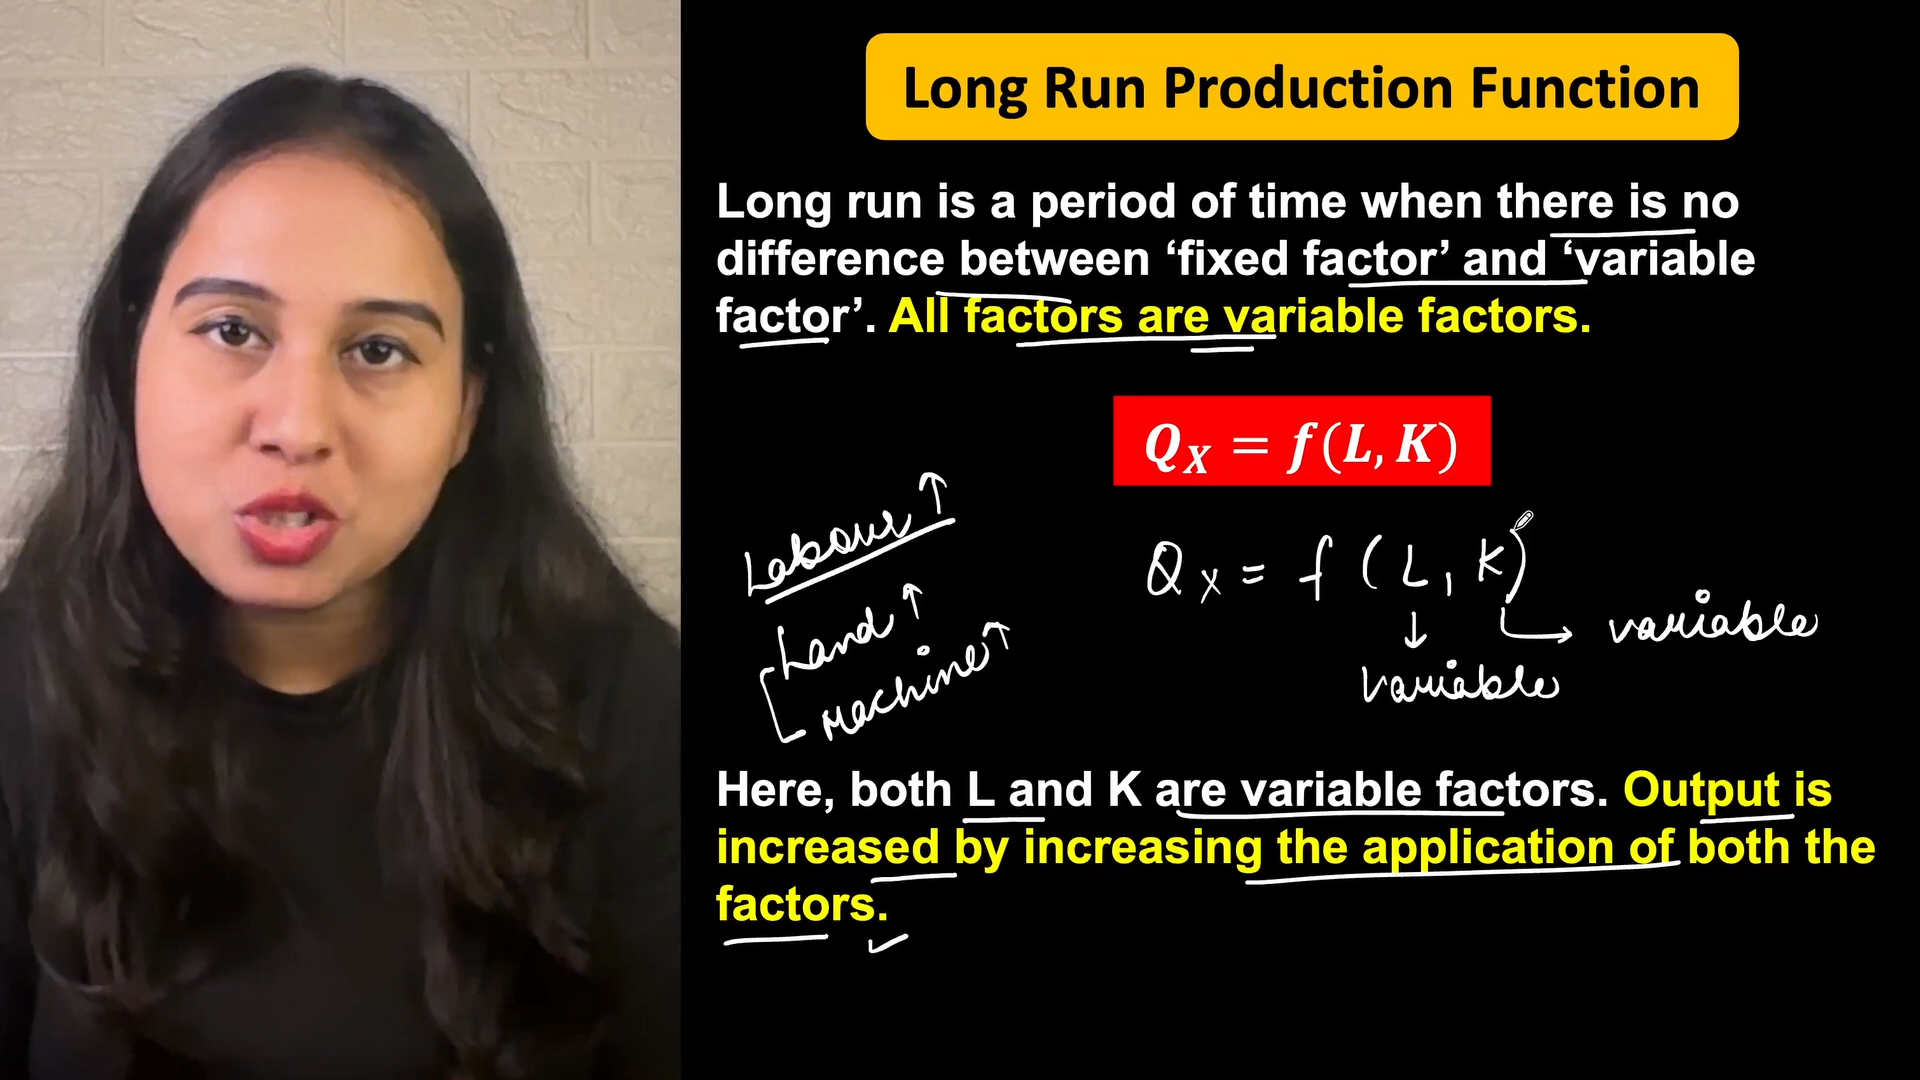 Long Run Production Function
Long run is a period of time when there is no
difference between ‘fixed factor’ and ‘variable
factor’. All factors are variable factors.
Qₓ = f(L, K)
Labour ↑
Land ↑
Machine ↑
Qₓ = f (L, K)
↓ → variable
variable
Here, both L and K are variable factors. Output is
increased by increasing the application of both the
factors.